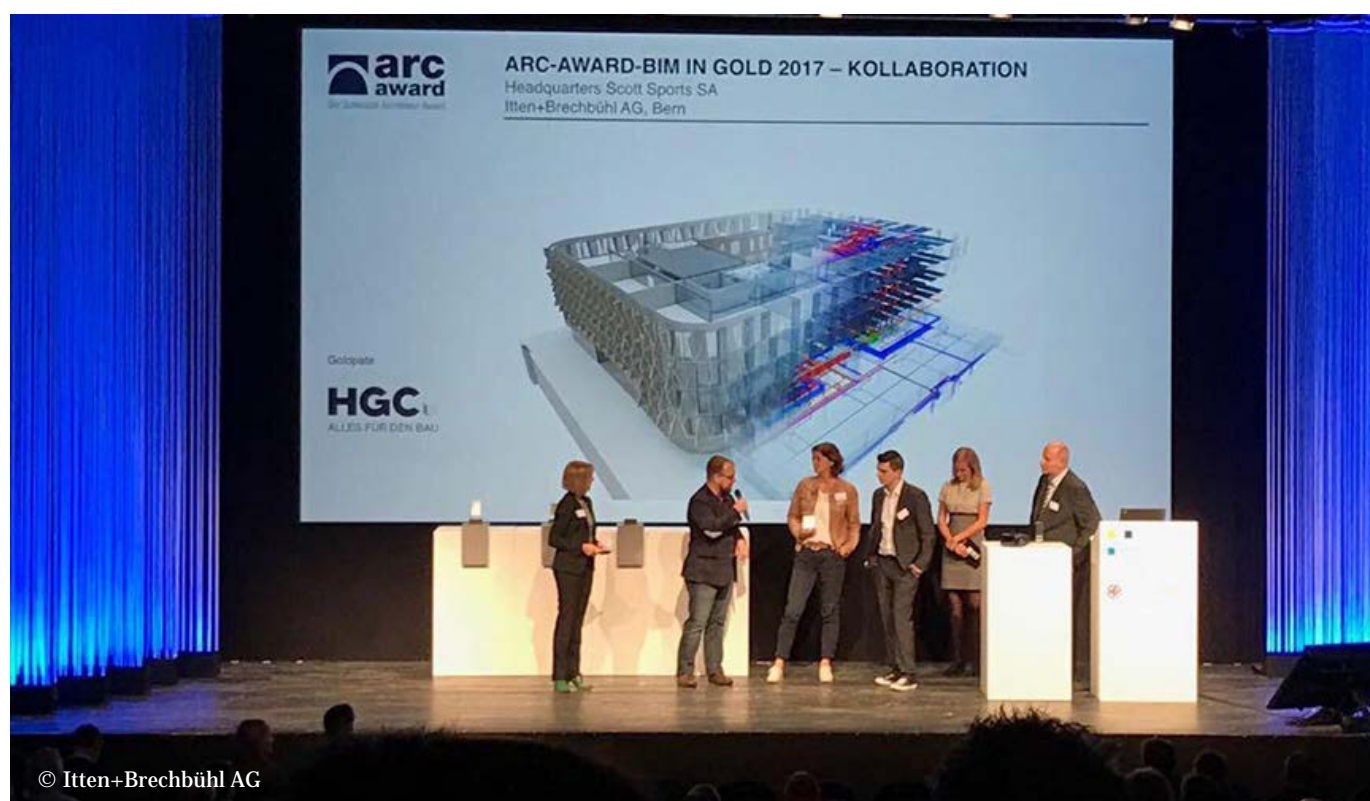 arc
award
ARC-AWARD-BIM IN GOLD 2017 – KOLLABORATION
Headquarters Scott Sports SA
Itten+Brechbühl AG, Bern
Goldpate
HGC
ALLES FÜR DEN BAU
© Itten+Brechbühl AG